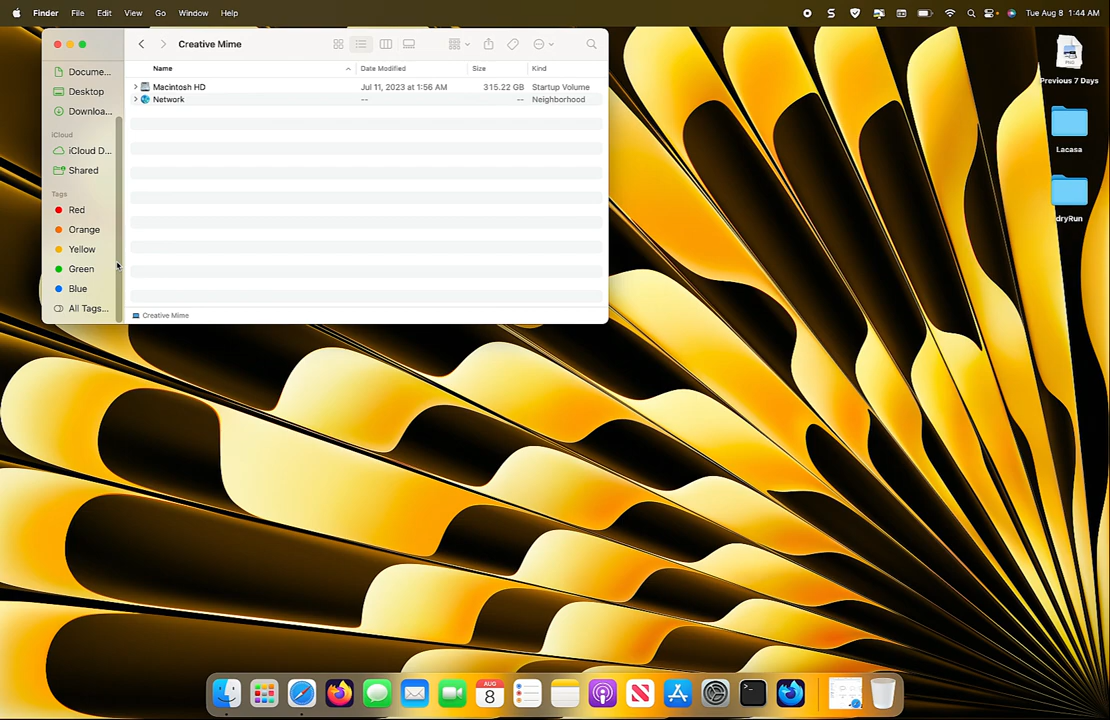 Finder File Edit View Go Window Help
S
Tue Aug 8 1:44 AM
Creative Mime
Name Date Modified Size Kind
Macintosh HD Jul 11, 2023 at 1:56 AM 315.22 GB Startup Volume
Network -- -- Neighborhood
Docume...
Desktop
Downloa...
iCloud
iCloud D...
Shared
Tags
Red
Orange
Yellow
Green
Blue
All Tags...
Creative Mime
PNG
Previous 7 Days
Lacasa
dryRun
AUG
8